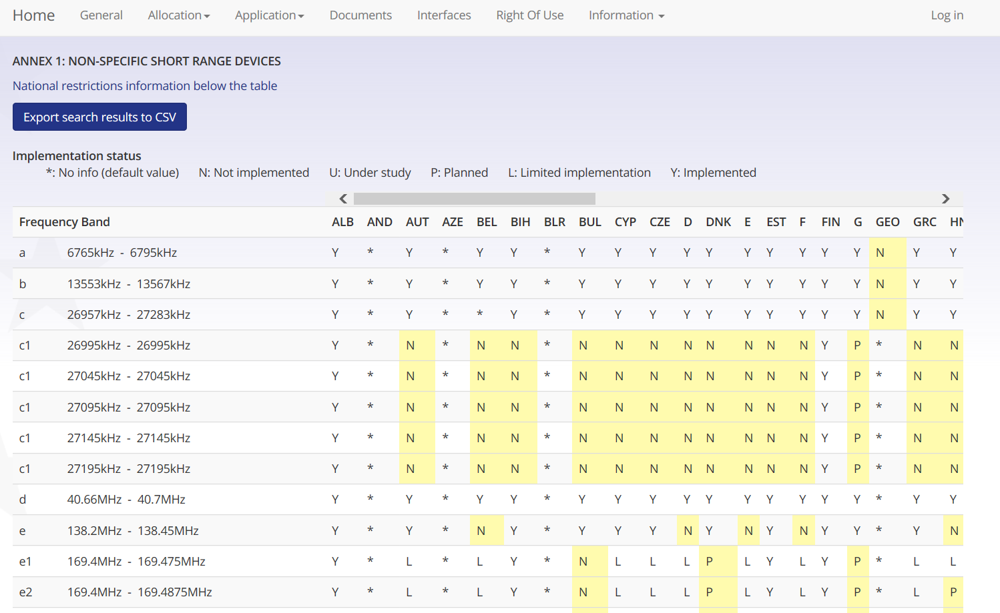 Home General Allocation Application Documents Interfaces Right Of Use Information Log in
ANNEX 1: NON-SPECIFIC SHORT RANGE DEVICES
National restrictions information below the table
Export search results to CSV
Implementation status
*: No info (default value) N: Not implemented U: Under study P: Planned L: Limited implementation Y: Implemented
Frequency Band ALB AND AUT AZE BEL BIH BLR BUL CYP CZE D DNK E EST F FIN G GEO GRC HN
a 6765kHz - 6795kHz Y * Y * Y Y * Y Y Y Y Y Y Y Y Y Y N Y Y
b 13553kHz - 13567kHz Y * Y * Y Y * Y Y Y Y Y Y Y Y Y Y N Y Y
c 26957kHz - 27283kHz Y * Y * * Y * Y Y Y Y Y Y Y Y Y Y N Y Y
c1 26995kHz - 26995kHz Y * N * N N * N N N N N N N N Y P * N N
c1 27045kHz - 27045kHz Y * N * N N * N N N N N N N N Y P * N N
c1 27095kHz - 27095kHz Y * N * N N * N N N N N N N N Y P * N N
c1 27145kHz - 27145kHz Y * N * N N * N N N N N N N N Y P * N N
c1 27195kHz - 27195kHz Y * N * N N * N N N N N N N N Y P * N N
d 40.66MHz - 40.7MHz Y * Y * Y Y * Y Y Y Y Y Y Y Y Y Y * Y Y
e 138.2MHz - 138.45MHz Y * Y * N Y * Y Y Y N Y N Y N Y Y * Y N
e1 169.4MHz - 169.475MHz Y * L * L Y * N L L L P L Y L Y P * L L
e2 169.4MHz - 169.4875MHz Y * L * L Y * N L L L P L Y L Y P * L P